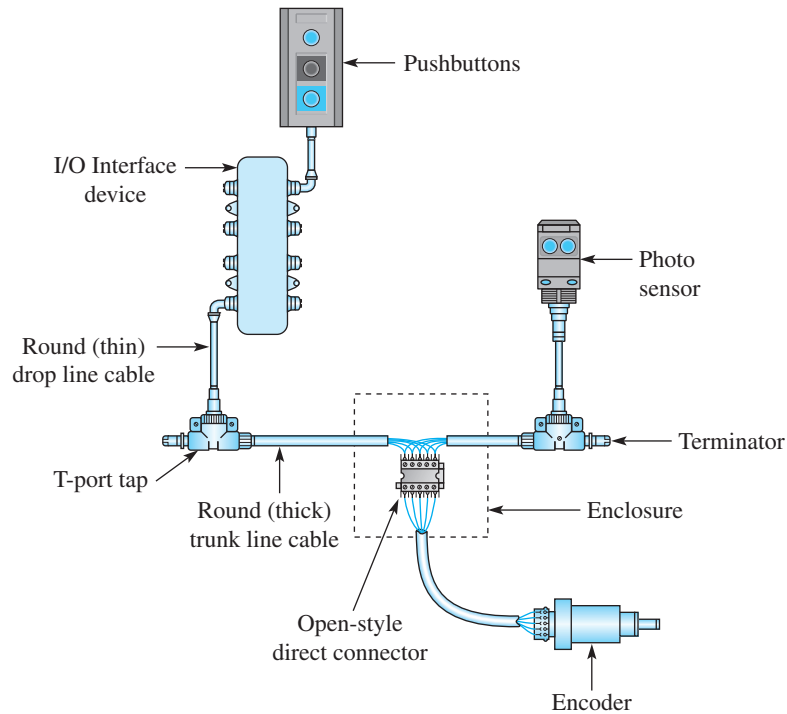 Pushbuttons
I/O Interface
device
Photo
sensor
Round (thin)
drop line cable
Terminator
T-port tap
Round (thick)
trunk line cable
Enclosure
Open-style
direct connector
Encoder